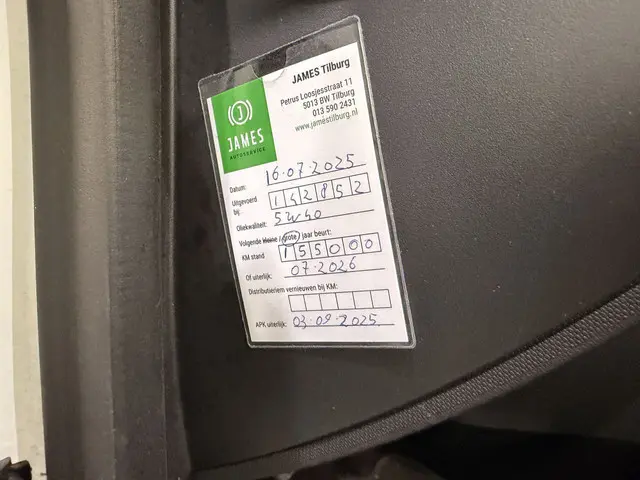 JAMES Tilburg
Petrus Loosjesstraat 11
5013 BW Tilburg
013 590 2431
www.jamestilburg.nl
J
JAMES
AUTOSERVICE
Datum: 16.07.2025
Uitgevoerd bij: 142852
Oliekwaliteit: 5W40
Volgende kleine / grote / jaar beurt:
KM stand 155000
Of uiterlijk: 07.2026
Distributieriem vernieuwen bij KM:
APK uiterlijk: 03.09.2025